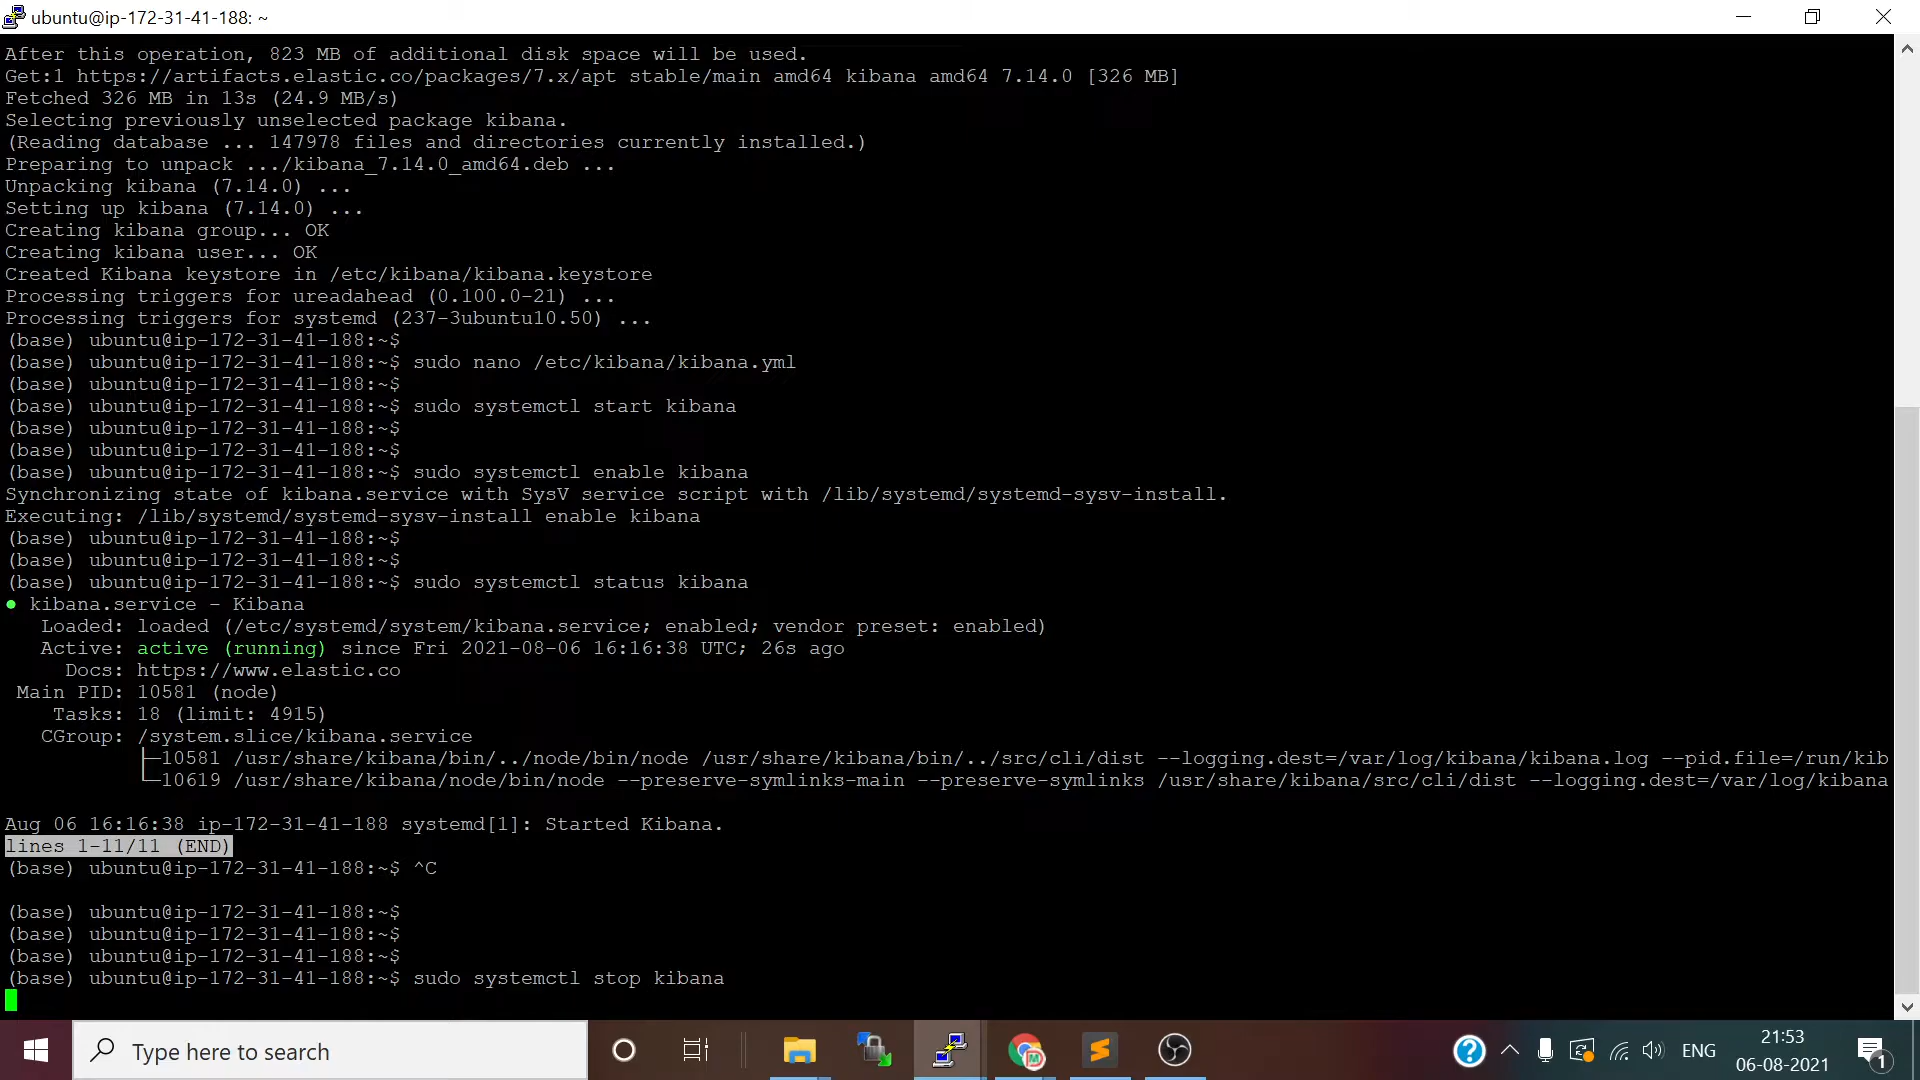 ubuntu@ip-172-31-41-188: ~
After this operation, 823 MB of additional disk space will be used.
Get:1 https://artifacts.elastic.co/packages/7.x/apt stable/main amd64 kibana amd64 7.14.0 [326 MB]
Fetched 326 MB in 13s (24.9 MB/s)
Selecting previously unselected package kibana.
(Reading database ... 147978 files and directories currently installed.)
Preparing to unpack .../kibana_7.14.0_amd64.deb ...
Unpacking kibana (7.14.0) ...
Setting up kibana (7.14.0) ...
Creating kibana group... OK
Creating kibana user... OK
Created Kibana keystore in /etc/kibana/kibana.keystore
Processing triggers for ureadahead (0.100.0-21) ...
Processing triggers for systemd (237-3ubuntu10.50) ...
(base) ubuntu@ip-172-31-41-188:~$
(base) ubuntu@ip-172-31-41-188:~$ sudo nano /etc/kibana/kibana.yml
(base) ubuntu@ip-172-31-41-188:~$
(base) ubuntu@ip-172-31-41-188:~$ sudo systemctl start kibana
(base) ubuntu@ip-172-31-41-188:~$
(base) ubuntu@ip-172-31-41-188:~$
(base) ubuntu@ip-172-31-41-188:~$ sudo systemctl enable kibana
Synchronizing state of kibana.service with SysV service script with /lib/systemd/systemd-sysv-install.
Executing: /lib/systemd/systemd-sysv-install enable kibana
(base) ubuntu@ip-172-31-41-188:~$
(base) ubuntu@ip-172-31-41-188:~$
(base) ubuntu@ip-172-31-41-188:~$ sudo systemctl status kibana
● kibana.service - Kibana
Loaded: loaded (/etc/systemd/system/kibana.service; enabled; vendor preset: enabled)
Active: active (running) since Fri 2021-08-06 16:16:38 UTC; 26s ago
Docs: https://www.elastic.co
Main PID: 10581 (node)
Tasks: 18 (limit: 4915)
CGroup: /system.slice/kibana.service
├─10581 /usr/share/kibana/bin/../node/bin/node /usr/share/kibana/bin/../src/cli/dist --logging.dest=/var/log/kibana/kibana.log --pid.file=/run/kib
└─10619 /usr/share/kibana/node/bin/node --preserve-symlinks-main --preserve-symlinks /usr/share/kibana/src/cli/dist --logging.dest=/var/log/kibana
Aug 06 16:16:38 ip-172-31-41-188 systemd[1]: Started Kibana.
lines 1-11/11 (END)
(base) ubuntu@ip-172-31-41-188:~$ ^C
(base) ubuntu@ip-172-31-41-188:~$
(base) ubuntu@ip-172-31-41-188:~$
(base) ubuntu@ip-172-31-41-188:~$
(base) ubuntu@ip-172-31-41-188:~$ sudo systemctl stop kibana
Type here to search
ENG
21:53
06-08-2021
1